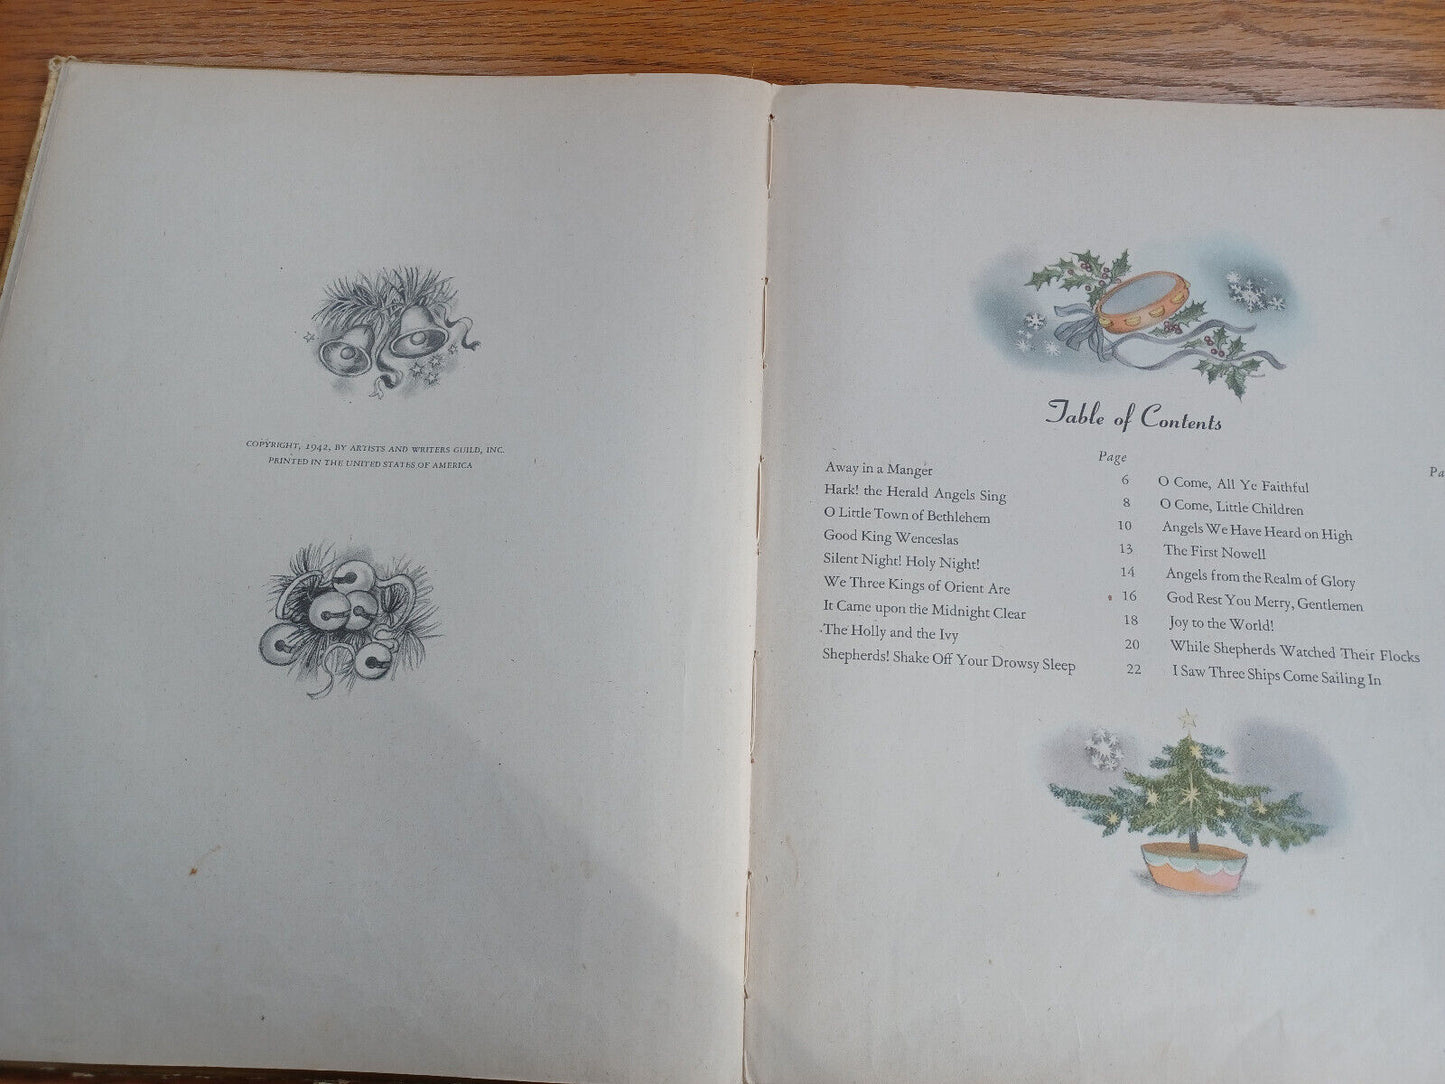 COPYRIGHT, 1942, BY ARTISTS AND WRITERS GUILD, INC.
PRINTED IN THE UNITED STATES OF AMERICA
Table of Contents
Page
Away in a Manger 6
Hark! the Herald Angels Sing 8
O Little Town of Bethlehem 10
Good King Wenceslas 13
Silent Night! Holy Night! 14
We Three Kings of Orient Are 16
It Came upon the Midnight Clear 18
The Holly and the Ivy 20
Shepherds! Shake Off Your Drowsy Sleep 22
Pa
O Come, All Ye Faithful
O Come, Little Children
Angels We Have Heard on High
The First Nowell
Angels from the Realm of Glory
God Rest You Merry, Gentlemen
Joy to the World!
While Shepherds Watched Their Flocks
I Saw Three Ships Come Sailing In